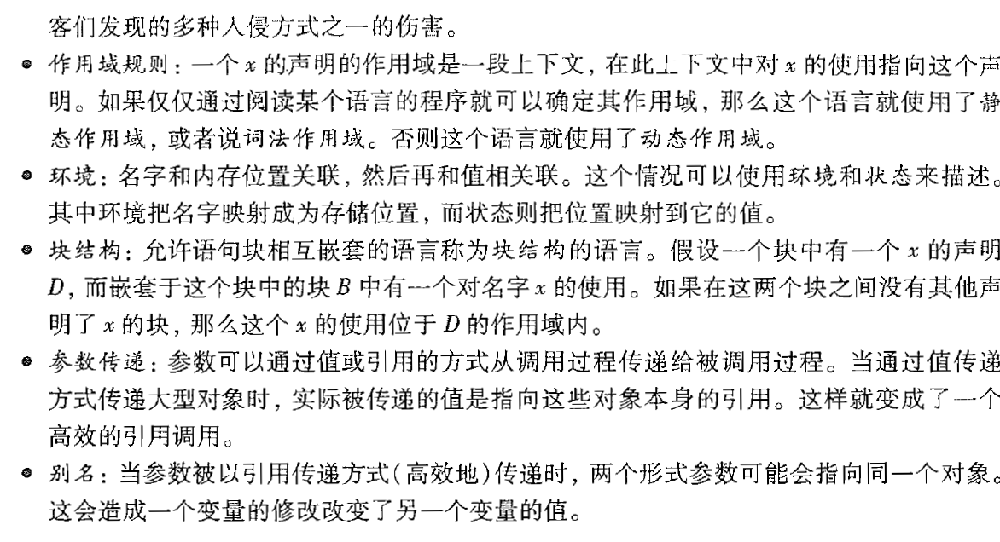 客们发现的多种入侵方式之一的伤害。
● 作用域规则：一个 x 的声明的作用域是一段上下文，在此上下文中对 x 的使用指向这个声
明。如果仅仅通过阅读某个语言的程序就可以确定其作用域，那么这个语言就使用了静
态作用域，或者说词法作用域。否则这个语言就使用了动态作用域。
● 环境：名字和内存位置关联，然后再和值相关联。这个情况可以使用环境和状态来描述。
其中环境把名字映射成为存储位置，而状态则把位置映射到它的值。
● 块结构：允许语句块相互嵌套的语言称为块结构的语言。假设一个块中有一个 x 的声明
D，而嵌套于这个块中的块 B 中有一个对名字 x 的使用。如果在这两个块之间没有其他声
明了 x 的块，那么这个 x 的使用位于 D 的作用域内。
● 参数传递：参数可以通过值或引用的方式从调用过程传递给被调用过程。当通过值传递
方式传递大型对象时，实际被传递的值是指向这些对象本身的引用。这样就变成了一个
高效的引用调用。
● 别名：当参数被以引用传递方式(高效地)传递时，两个形式参数可能会指向同一个对象。
这会造成一个变量的修改改变了另一个变量的值。